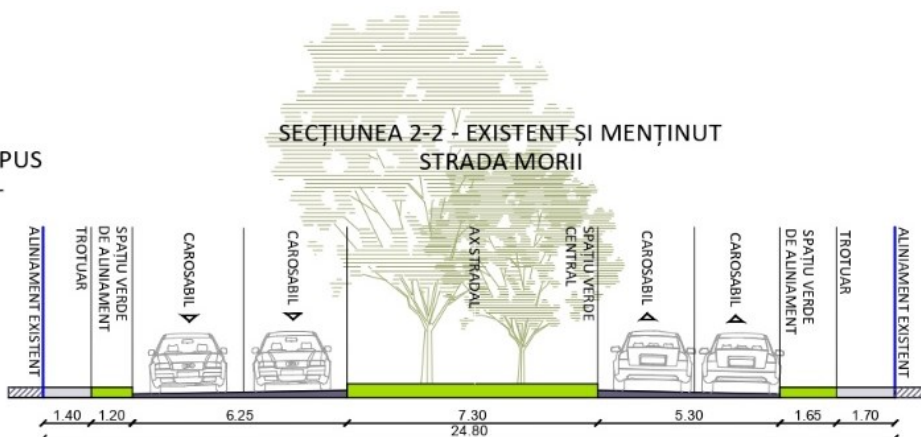 SECȚIUNEA 2-2 - EXISTENT ȘI MENȚINUT
STRADA MORII
PUS
ALINIAMENT EXISTENT
TROTUAR
SPAȚIU VERDE
DE ALINIAMENT
CAROSABIL
CAROSABIL
AX STRADAL
SPAȚIU VERDE
CENTRAL
CAROSABIL
CAROSABIL
SPAȚIU VERDE
DE ALINIAMENT
TROTUAR
ALINIAMENT EXISTENT
1.40 1.20 6.25 7.30 5.30 1.65 1.70
24.80